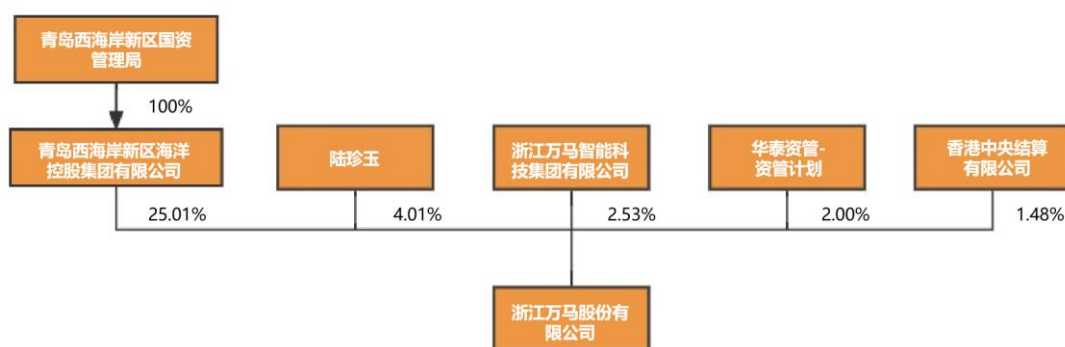 青岛西海岸新区国资
管理局
100%
青岛西海岸新区海洋
控股集团有限公司
陆珍玉
浙江万马智能科
技集团有限公司
华泰资管-
资管计划
香港中央结算
有限公司
25.01%
4.01%
2.53%
2.00%
1.48%
浙江万马股份有
限公司